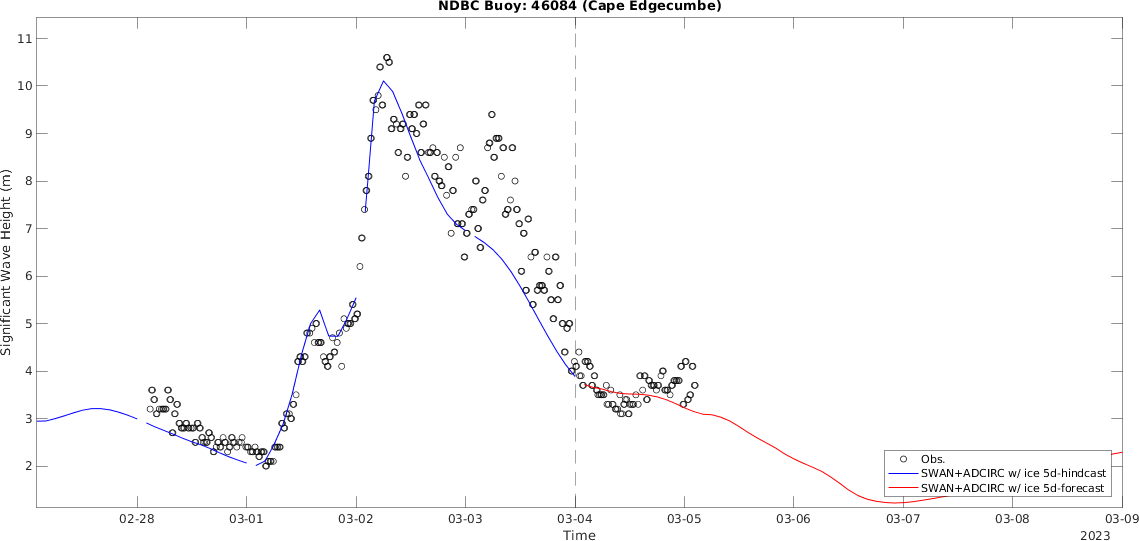 NDBC Buoy: 46084 (Cape Edgecumbe)
Significant Wave Height (m)
11
10
9
8
7
6
5
4
3
2
Obs.
SWAN+ADCIRC w/ ice 5d-hindcast
SWAN+ADCIRC w/ ice 5d-forecast
02-28 03-01 03-02 03-03 03-04 03-05 03-06 03-07 03-08 03-09
Time
2023